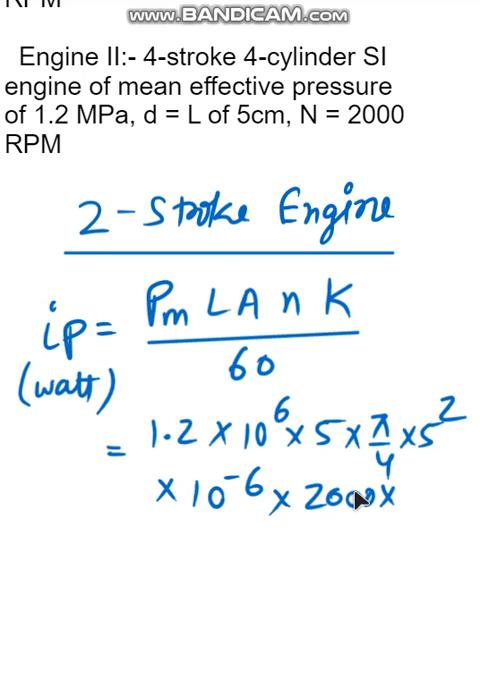 RPM
www.BANDICAM.com
Engine II:- 4-stroke 4-cylinder SI
engine of mean effective pressure
of 1.2 MPa, d = L of 5cm, N = 2000
RPM
2-Stroke Engine
ip = Pm L A n K / 60
(watt)
= 1.2 × 10^6 × 5 × π/4 × 5^2
× 10^-6 × 2000 ×